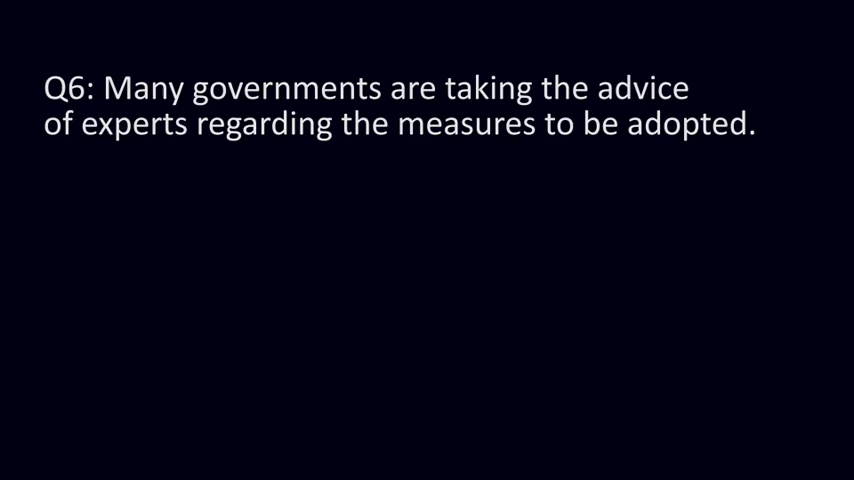 Q6: Many governments are taking the advice
of experts regarding the measures to be adopted.